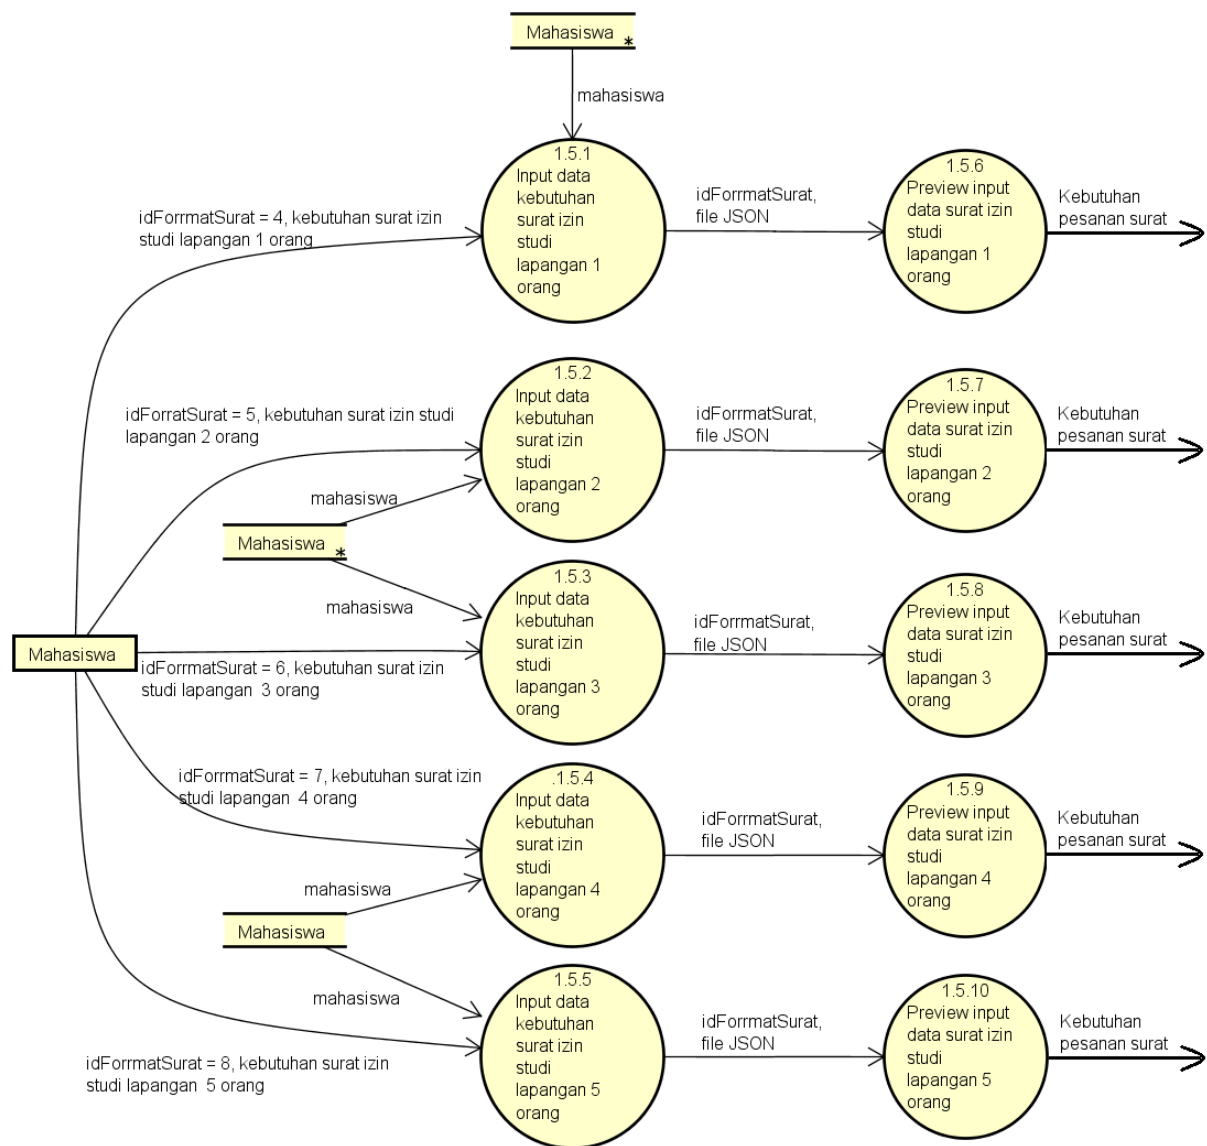 Mahasiswa *
mahasiswa
idForrmatSurat = 4, kebutuhan surat izin
studi lapangan 1 orang
1.5.1
Input data
kebutuhan
surat izin
studi
lapangan 1
orang
idForrmatSurat,
file JSON
1.5.6
Preview input
data surat izin
studi
lapangan 1
orang
Kebutuhan
pesanan surat
idForratSurat = 5, kebutuhan surat izin studi
lapangan 2 orang
1.5.2
Input data
kebutuhan
surat izin
studi
lapangan 2
orang
idForrmatSurat,
file JSON
1.5.7
Preview input
data surat izin
studi
lapangan 2
orang
Kebutuhan
pesanan surat
mahasiswa
Mahasiswa *
mahasiswa
1.5.3
Input data
kebutuhan
surat izin
studi
lapangan 3
orang
idForrmatSurat,
file JSON
1.5.8
Preview input
data surat izin
studi
lapangan 3
orang
Kebutuhan
pesanan surat
Mahasiswa
idForrmatSurat = 6, kebutuhan surat izin
studi lapangan 3 orang
idForrmatSurat = 7, kebutuhan surat izin
studi lapangan 4 orang
.1.5.4
Input data
kebutuhan
surat izin
studi
lapangan 4
orang
idForrmatSurat,
file JSON
1.5.9
Preview input
data surat izin
studi
lapangan 4
orang
Kebutuhan
pesanan surat
mahasiswa
Mahasiswa
mahasiswa
1.5.5
Input data
kebutuhan
surat izin
studi
lapangan 5
orang
idForrmatSurat,
file JSON
1.5.10
Preview input
data surat izin
studi
lapangan 5
orang
Kebutuhan
pesanan surat
idForrmatSurat = 8, kebutuhan surat izin
studi lapangan 5 orang